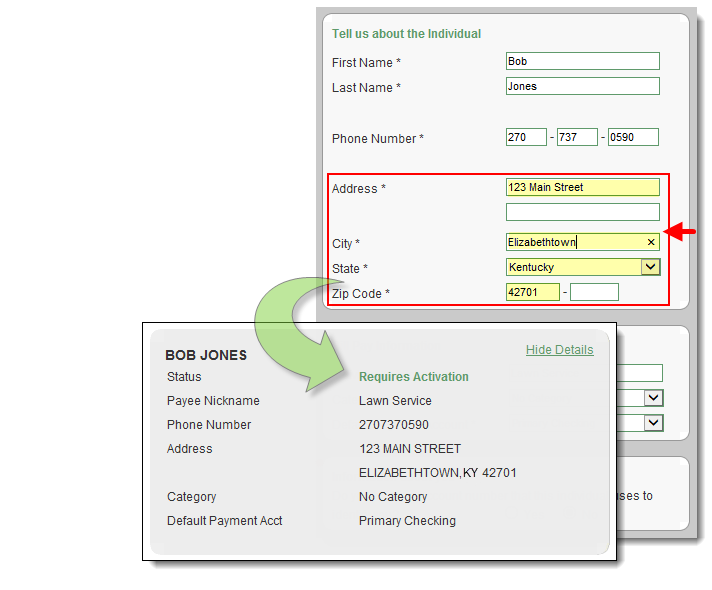 Tell us about the Individual
First Name * Bob
Last Name * Jones
Phone Number * 270 - 737 - 0590
Address * 123 Main Street
City * Elizabethtown ×
State * Kentucky
Zip Code * 42701 -
BOB JONES Hide Details
Status Requires Activation
Payee Nickname Lawn Service
Phone Number 2707370590
Address 123 MAIN STREET
ELIZABETHTOWN,KY 42701
Category No Category
Default Payment Acct Primary Checking
to